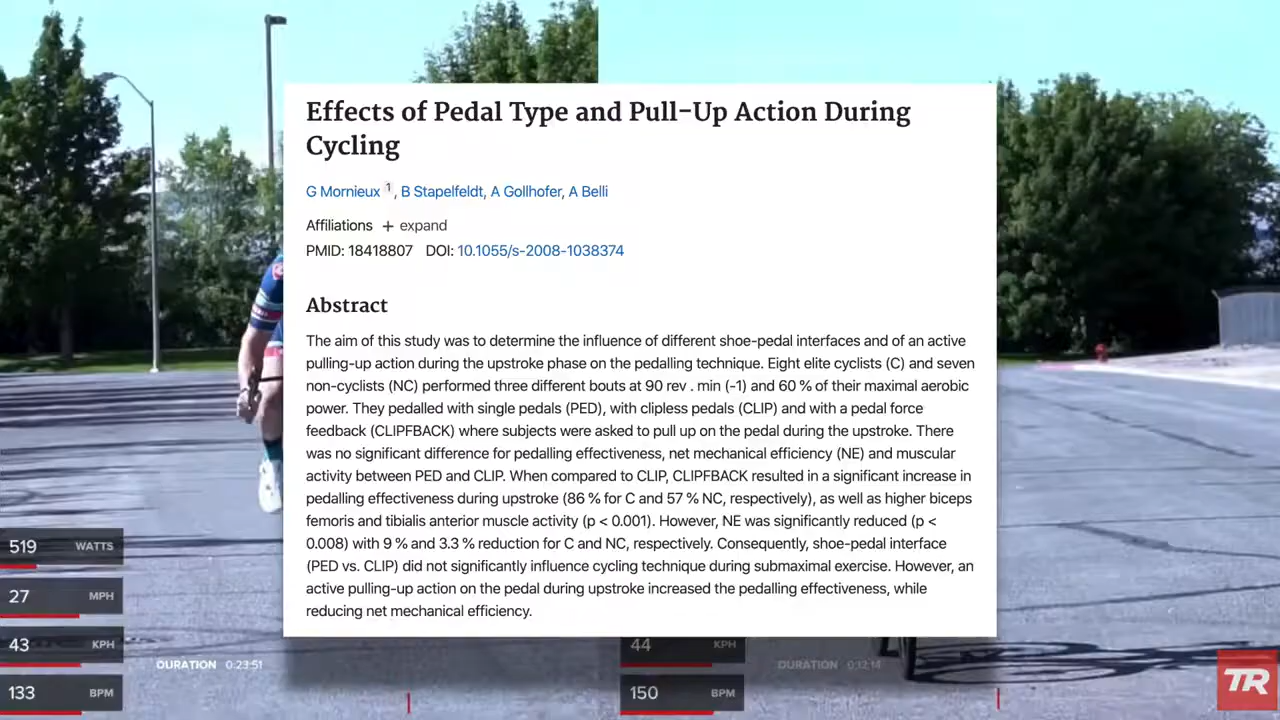 Effects of Pedal Type and Pull-Up Action During
Cycling
G Mornieux 1, B Stapelfeldt, A Gollhofer, A Belli
Affiliations + expand
PMID: 18418807 DOI: 10.1055/s-2008-1038374
Abstract
The aim of this study was to determine the influence of different shoe-pedal interfaces and of an active
pulling-up action during the upstroke phase on the pedalling technique. Eight elite cyclists (C) and seven
non-cyclists (NC) performed three different bouts at 90 rev . min (-1) and 60 % of their maximal aerobic
power. They pedalled with single pedals (PED), with clipless pedals (CLIP) and with a pedal force
feedback (CLIPFBACK) where subjects were asked to pull up on the pedal during the upstroke. There
was no significant difference for pedalling effectiveness, net mechanical efficiency (NE) and muscular
activity between PED and CLIP. When compared to CLIP, CLIPFBACK resulted in a significant increase in
pedalling effectiveness during upstroke (86 % for C and 57 % NC, respectively), as well as higher biceps
femoris and tibialis anterior muscle activity (p < 0.001). However, NE was significantly reduced (p <
0.008) with 9 % and 3.3 % reduction for C and NC, respectively. Consequently, shoe-pedal interface
(PED vs. CLIP) did not significantly influence cycling technique during submaximal exercise. However, an
active pulling-up action on the pedal during upstroke increased the pedalling effectiveness, while
reducing net mechanical efficiency.
519 WATTS
27 MPH
43 KPH
DURATION 0:23:51
133 BPM
44 KPH
DURATION 0:12:14
150 BPM
TR